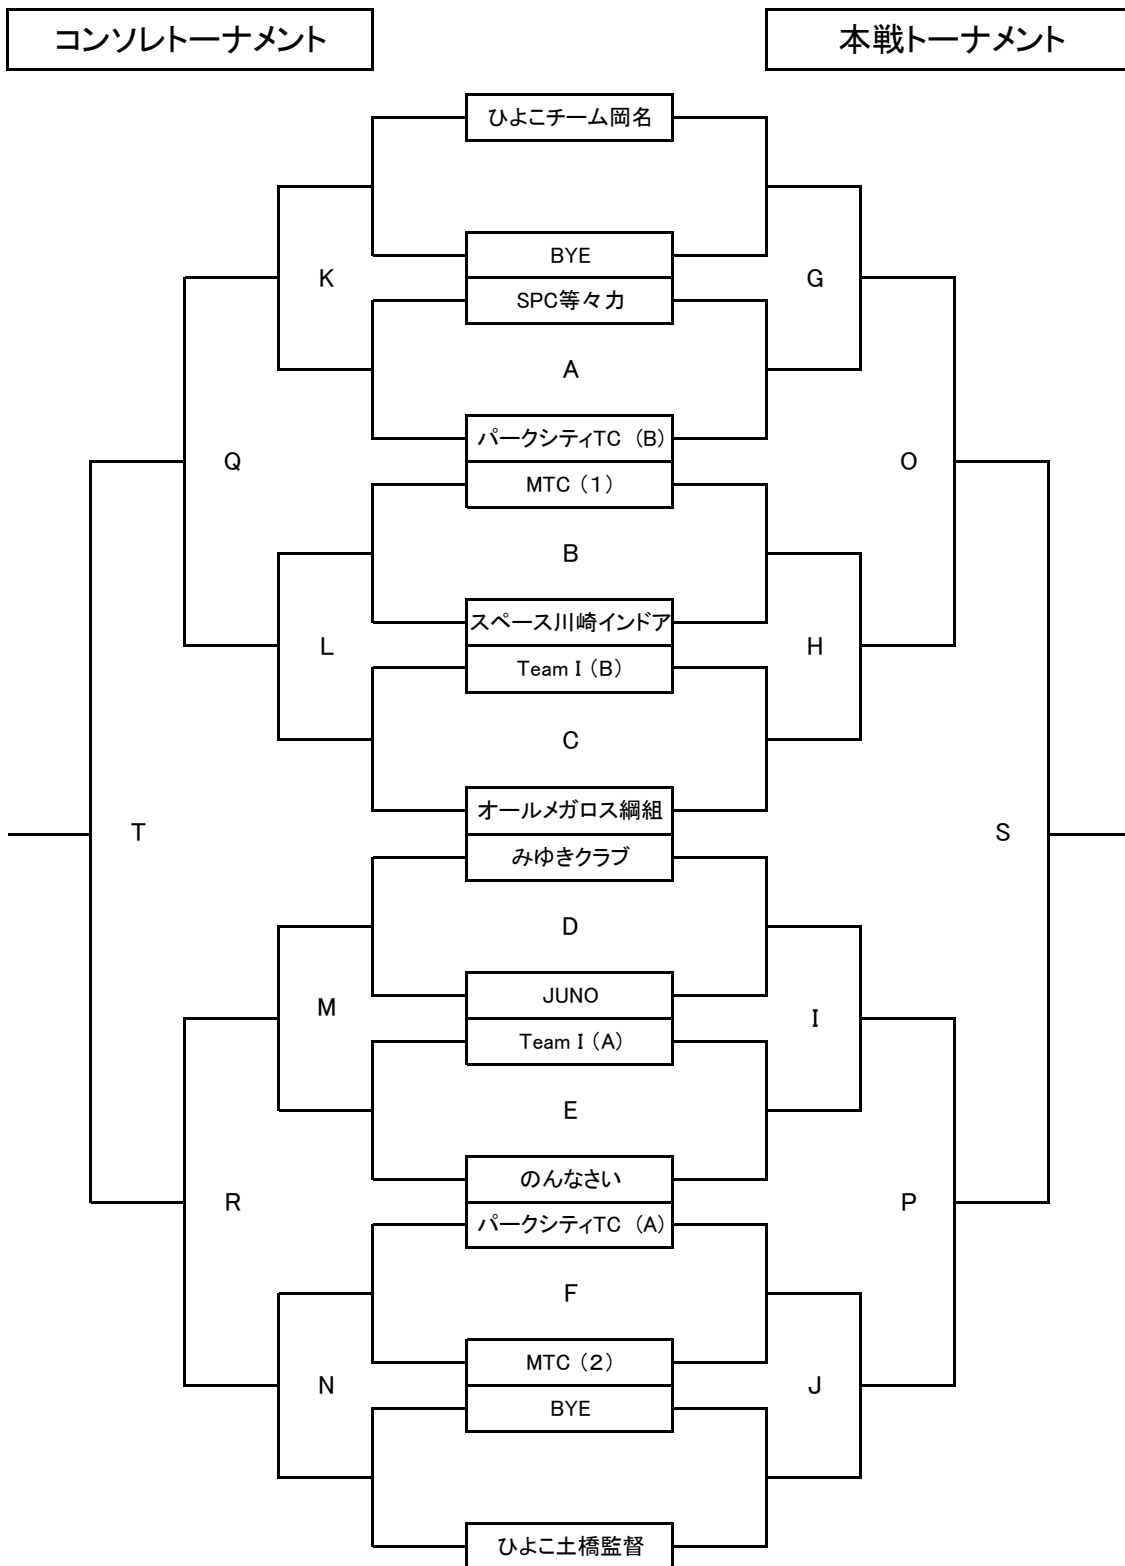 コンソレトーナメント
本戦トーナメント
ひよこチーム岡名
BYE
K
G
SPC等々力
A
パークシティTC (B)
Q
O
MTC (1)
B
スペース川崎インドア
L
H
Team I (B)
C
オールメガロス綱組
T
S
みゆきクラブ
D
JUNO
M
I
Team I (A)
E
のんなさい
R
P
パークシティTC (A)
F
MTC (2)
N
J
BYE
ひよこ土橋監督